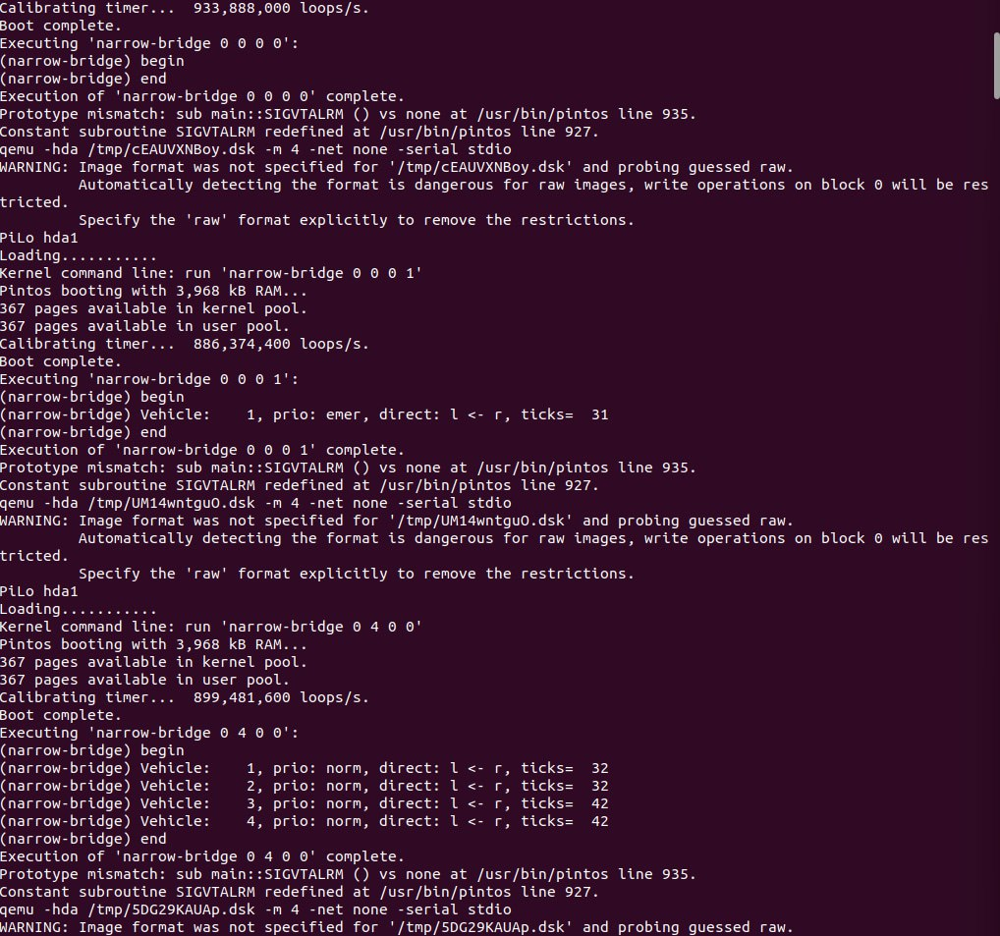 Calibrating timer...  933,888,000 loops/s.
Boot complete.
Executing 'narrow-bridge 0 0 0 0':
(narrow-bridge) begin
(narrow-bridge) end
Execution of 'narrow-bridge 0 0 0 0' complete.
Prototype mismatch: sub main::SIGVTALRM () vs none at /usr/bin/pintos line 935.
Constant subroutine SIGVTALRM redefined at /usr/bin/pintos line 927.
qemu -hda /tmp/cEAUVXNBoy.dsk -m 4 -net none -serial stdio
WARNING: Image format was not specified for '/tmp/cEAUVXNBoy.dsk' and probing guessed raw.
         Automatically detecting the format is dangerous for raw images, write operations on block 0 will be res
tricted.
         Specify the 'raw' format explicitly to remove the restrictions.
PiLo hda1
Loading...........
Kernel command line: run 'narrow-bridge 0 0 0 1'
Pintos booting with 3,968 kB RAM...
367 pages available in kernel pool.
367 pages available in user pool.
Calibrating timer...  886,374,400 loops/s.
Boot complete.
Executing 'narrow-bridge 0 0 0 1':
(narrow-bridge) begin
(narrow-bridge) Vehicle:    1, prio: emer, direct: l <- r, ticks=  31
(narrow-bridge) end
Execution of 'narrow-bridge 0 0 0 1' complete.
Prototype mismatch: sub main::SIGVTALRM () vs none at /usr/bin/pintos line 935.
Constant subroutine SIGVTALRM redefined at /usr/bin/pintos line 927.
qemu -hda /tmp/UM14wntguO.dsk -m 4 -net none -serial stdio
WARNING: Image format was not specified for '/tmp/UM14wntguO.dsk' and probing guessed raw.
         Automatically detecting the format is dangerous for raw images, write operations on block 0 will be res
tricted.
         Specify the 'raw' format explicitly to remove the restrictions.
PiLo hda1
Loading...........
Kernel command line: run 'narrow-bridge 0 4 0 0'
Pintos booting with 3,968 kB RAM...
367 pages available in kernel pool.
367 pages available in user pool.
Calibrating timer...  899,481,600 loops/s.
Boot complete.
Executing 'narrow-bridge 0 4 0 0':
(narrow-bridge) begin
(narrow-bridge) Vehicle:    1, prio: norm, direct: l <- r, ticks=  32
(narrow-bridge) Vehicle:    2, prio: norm, direct: l <- r, ticks=  32
(narrow-bridge) Vehicle:    3, prio: norm, direct: l <- r, ticks=  42
(narrow-bridge) Vehicle:    4, prio: norm, direct: l <- r, ticks=  42
(narrow-bridge) end
Execution of 'narrow-bridge 0 4 0 0' complete.
Prototype mismatch: sub main::SIGVTALRM () vs none at /usr/bin/pintos line 935.
Constant subroutine SIGVTALRM redefined at /usr/bin/pintos line 927.
qemu -hda /tmp/5DG29KAUAp.dsk -m 4 -net none -serial stdio
WARNING: Image format was not specified for '/tmp/5DG29KAUAp.dsk' and probing guessed raw.